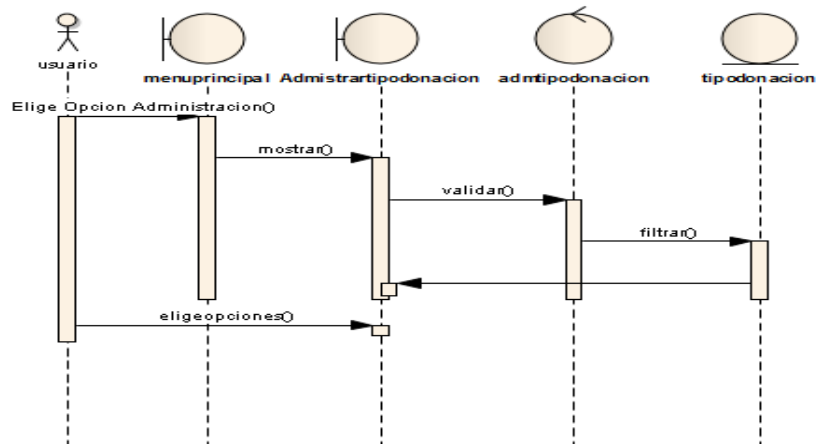 usuario
menuprincipal
Admistrartipodonacion
admtipodonacion
tipodonacion
Elige Opcion Administracion()
mostrar()
validar()
filtrar()
eligeopciones()